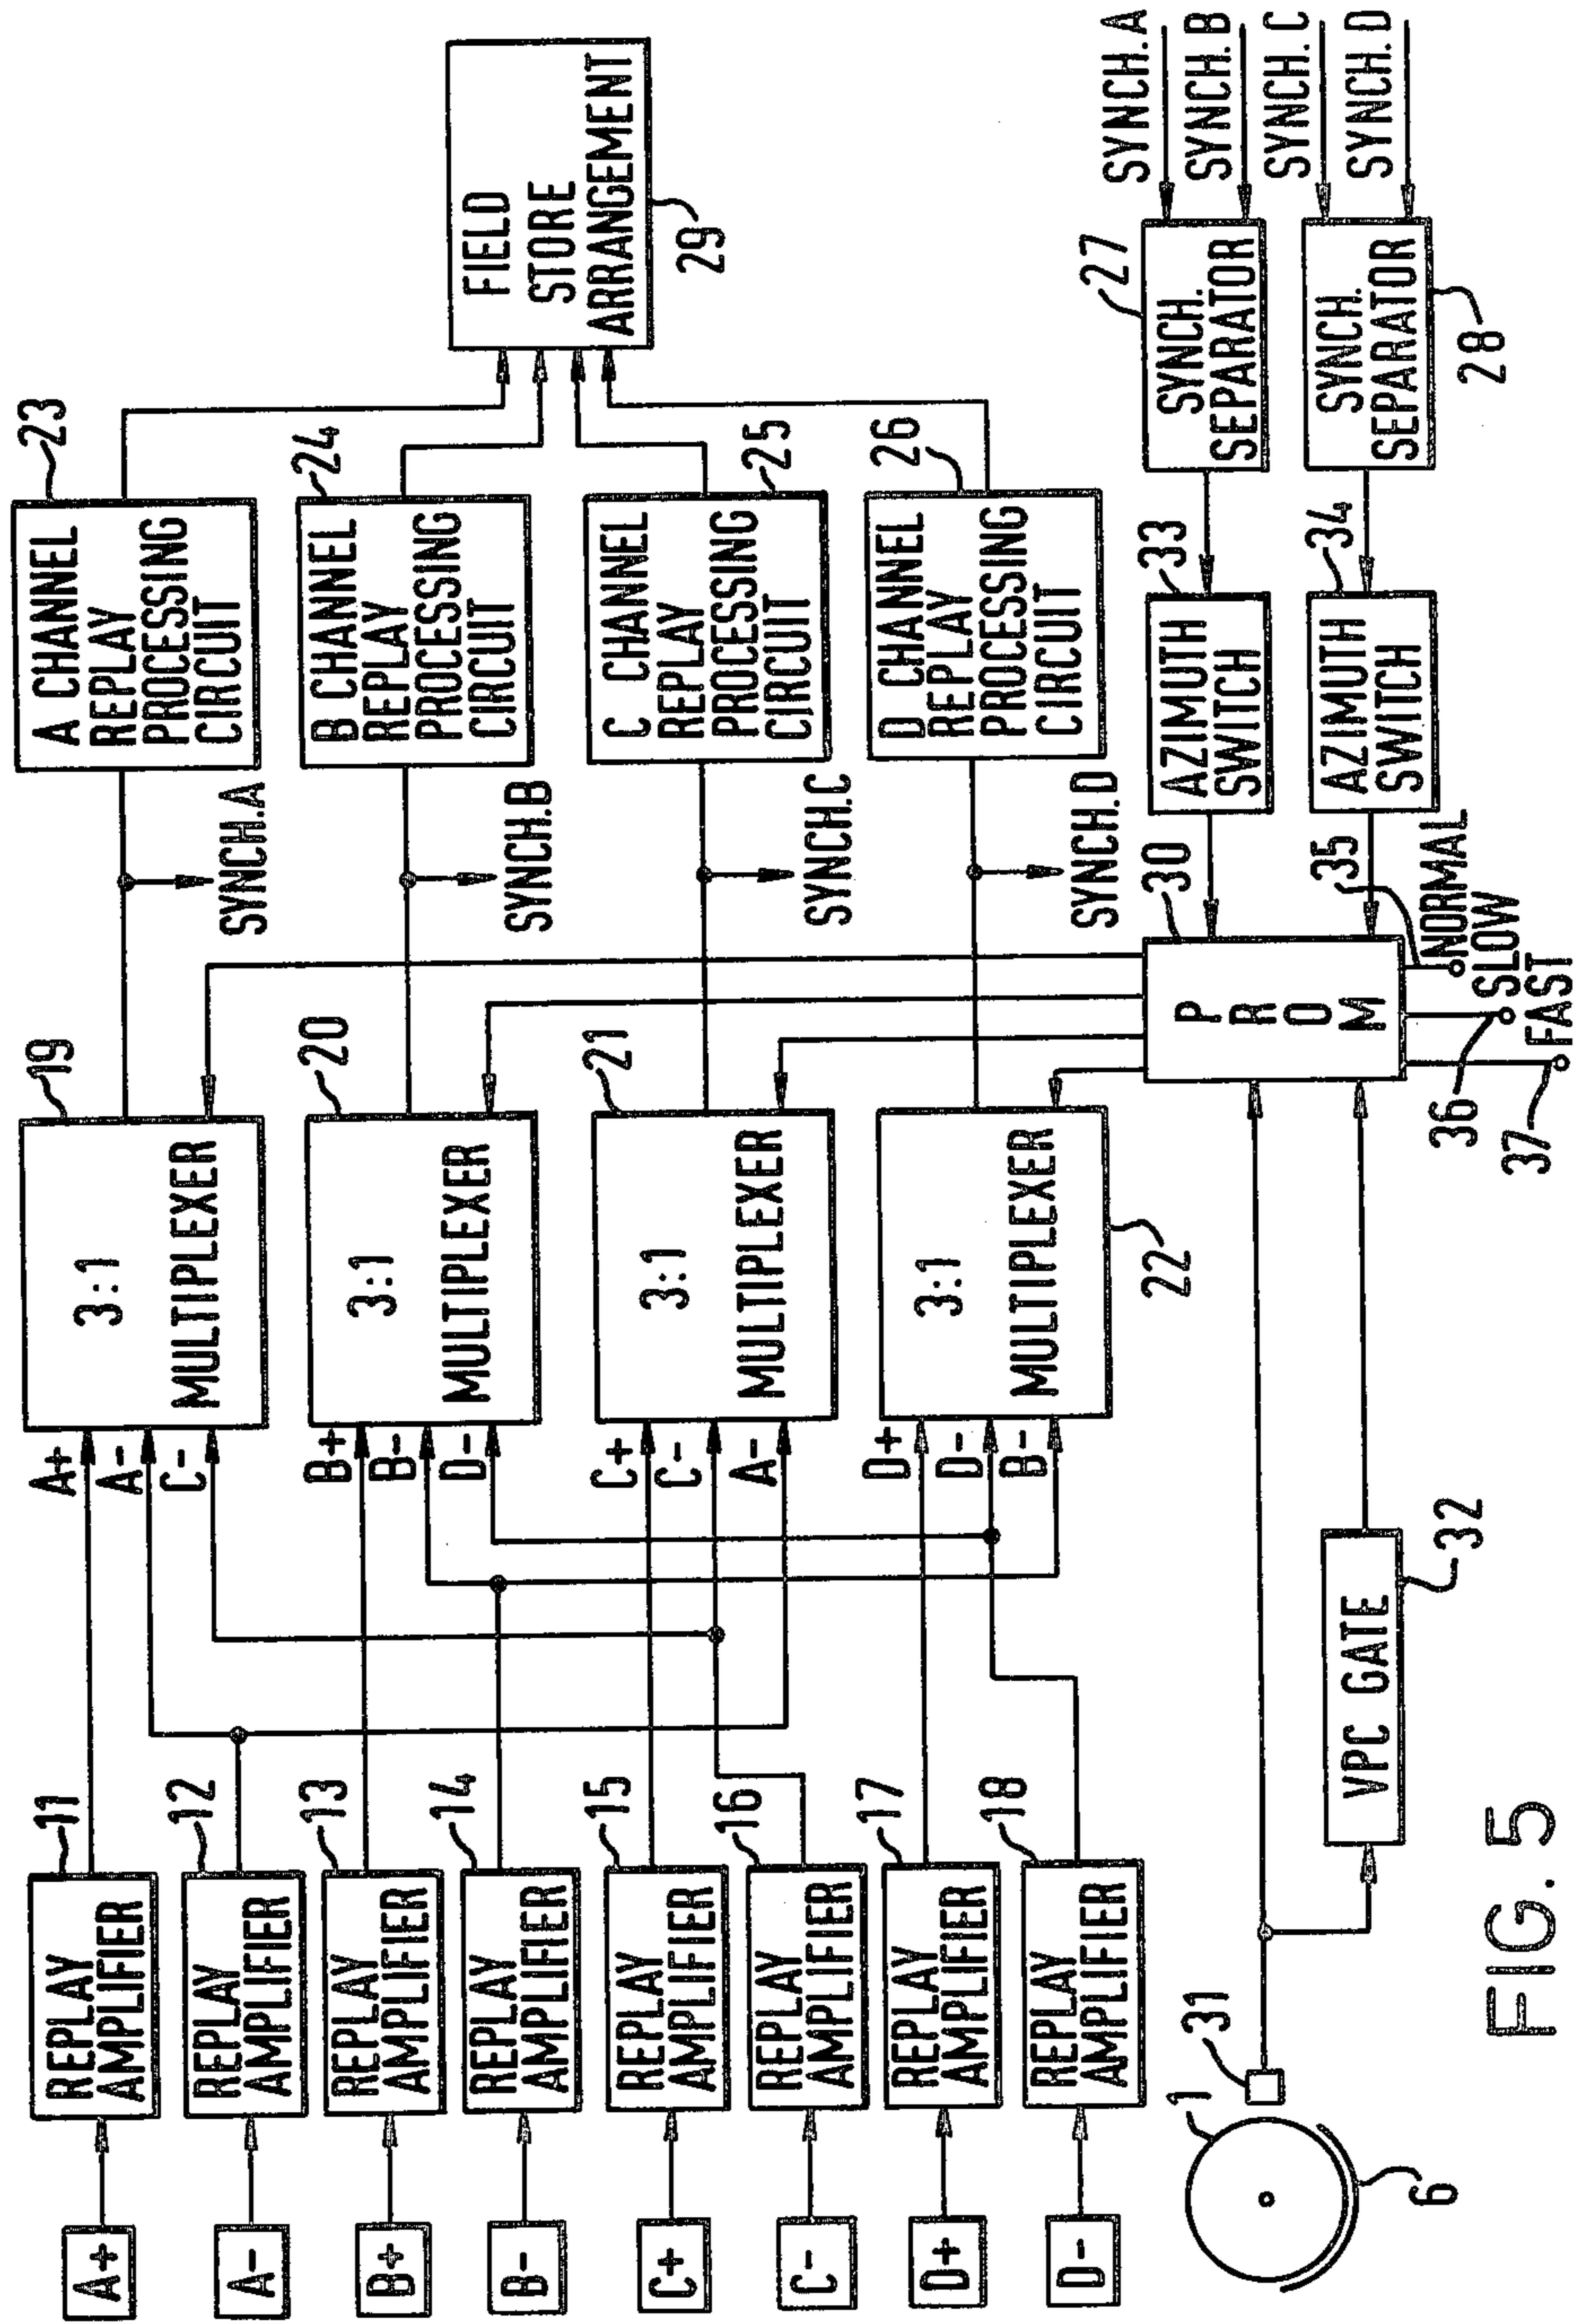 A+
A-
B+
B-
C+
C-
D+
D-
REPLAY
AMPLIFIER
11
REPLAY
AMPLIFIER
12
REPLAY
AMPLIFIER
13
REPLAY
AMPLIFIER
14
REPLAY
AMPLIFIER
15
REPLAY
AMPLIFIER
16
REPLAY
AMPLIFIER
17
REPLAY
AMPLIFIER
18
A+
A-
C-
3:1
MULTIPLEXER
19
B+
B-
D-
3:1
MULTIPLEXER
20
C+
C-
A-
3:1
MULTIPLEXER
21
D+
D-
B-
3:1
MULTIPLEXER
22
SYNCH.A
SYNCH.B
SYNCH.C
SYNCH.D
A CHANNEL
REPLAY
PROCESSING
CIRCUIT
23
B CHANNEL
REPLAY
PROCESSING
CIRCUIT
24
C CHANNEL
REPLAY
PROCESSING
CIRCUIT
25
D CHANNEL
REPLAY
PROCESSING
CIRCUIT
26
FIELD
STORE
ARRANGEMENT
29
1
6
31
VPC GATE
32
PROM
30
35
NORMAL
36
SLOW
37
FAST
AZIMUTH
SWITCH
33
AZIMUTH
SWITCH
34
SYNCH.
SEPARATOR
27
SYNCH.
SEPARATOR
28
SYNCH. A
SYNCH. B
SYNCH. C
SYNCH. D
FIG. 5